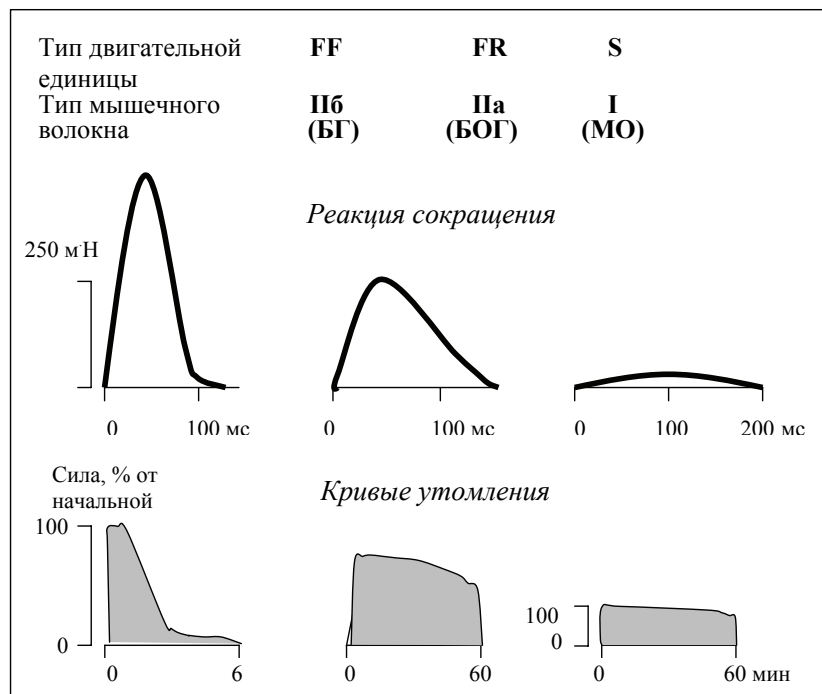 Тип двигательной FF FR S
единицы
Тип мышечного IIб IIа I
волокна (БГ) (БОГ) (МО)
Реакция сокращения
250 м·Н
0 100 мс 0 100 мс 0 100 200 мс
Сила, % от
начальной
Кривые утомления
100
100
0 0
0 6 0 60 0 60 мин